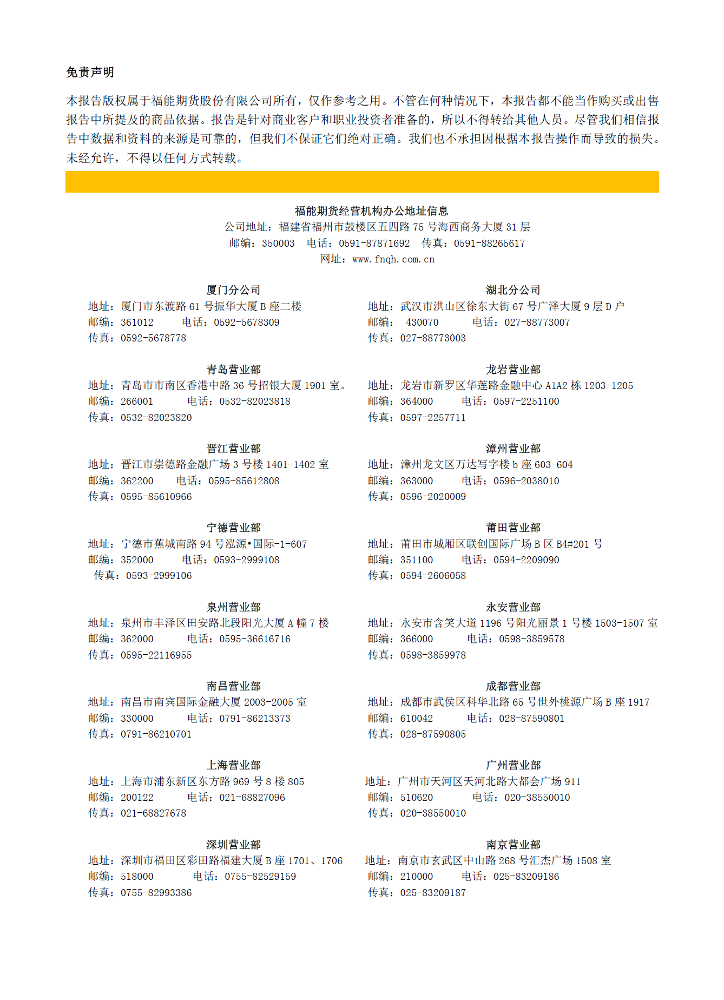 免责声明
本报告版权属于福能期货股份有限公司所有，仅作参考之用。不管在何种情况下，本报告都不能当作购买或出售
报告中所提及的商品依据。报告是针对商业客户和职业投资者准备的，所以不得转给其他人员。尽管我们相信报
告中数据和资料的来源是可靠的，但我们不保证它们绝对正确。我们也不承担因根据本报告操作而导致的损失。
未经允许，不得以任何方式转载。
福能期货经营机构办公地址信息
公司地址：福建省福州市鼓楼区五四路 75 号海西商务大厦 31 层
邮编：350003 电话：0591-87871692 传真：0591-88265617
网址：www.fnqh.com.cn
厦门分公司
地址：厦门市东渡路 61 号振华大厦 B 座二楼
邮编：361012 电话：0592-5678309
传真：0592-5678778
湖北分公司
地址：武汉市洪山区徐东大街 67 号广泽大厦 9 层 D 户
邮编： 430070 电话：027-88773007
传真：027-88773003
青岛营业部
地址：青岛市市南区香港中路 36 号招银大厦 1901 室。
邮编：266001 电话：0532-82023818
传真：0532-82023820
龙岩营业部
地址：龙岩市新罗区华莲路金融中心 A1A2 栋 1203-1205
邮编：364000 电话：0597-2251100
传真：0597-2257711
晋江营业部
地址：晋江市崇德路金融广场 3 号楼 1401-1402 室
邮编：362200 电话：0595-85612808
传真：0595-85610966
漳州营业部
地址：漳州龙文区万达写字楼 b 座 603-604
邮编：363000 电话：0596-2038010
传真：0596-2020009
宁德营业部
地址：宁德市蕉城南路 94 号泓源•国际-1-607
邮编：352000 电话：0593-2999108
传真：0593-2999106
莆田营业部
地址：莆田市城厢区联创国际广场 B 区 B4#201 号
邮编：351100 电话：0594-2209090
传真：0594-2606058
泉州营业部
地址：泉州市丰泽区田安路北段阳光大厦 A 幢 7 楼
邮编：362000 电话：0595-36616716
传真：0595-22116955
永安营业部
地址：永安市含笑大道 1196 号阳光丽景 1 号楼 1503-1507 室
邮编：366000 电话：0598-3859578
传真：0598-3859978
南昌营业部
地址：南昌市南宾国际金融大厦 2003-2005 室
邮编：330000 电话：0791-86213373
传真：0791-86210701
成都营业部
地址：成都市武侯区科华北路 65 号世外桃源广场 B 座 1917
邮编：610042 电话：028-87590801
传真：028-87590805
上海营业部
地址：上海市浦东新区东方路 969 号 8 楼 805
邮编：200122 电话：021-68827096
传真：021-68827678
广州营业部
地址：广州市天河区天河北路大都会广场 911
邮编：510620 电话：020-38550010
传真：020-38550010
深圳营业部
地址：深圳市福田区彩田路福建大厦 B 座 1701、1706
邮编：518000 电话：0755-82529159
传真：0755-82993386
南京营业部
地址：南京市玄武区中山路 268 号汇杰广场 1508 室
邮编：210000 电话：025-83209186
传真：025-83209187